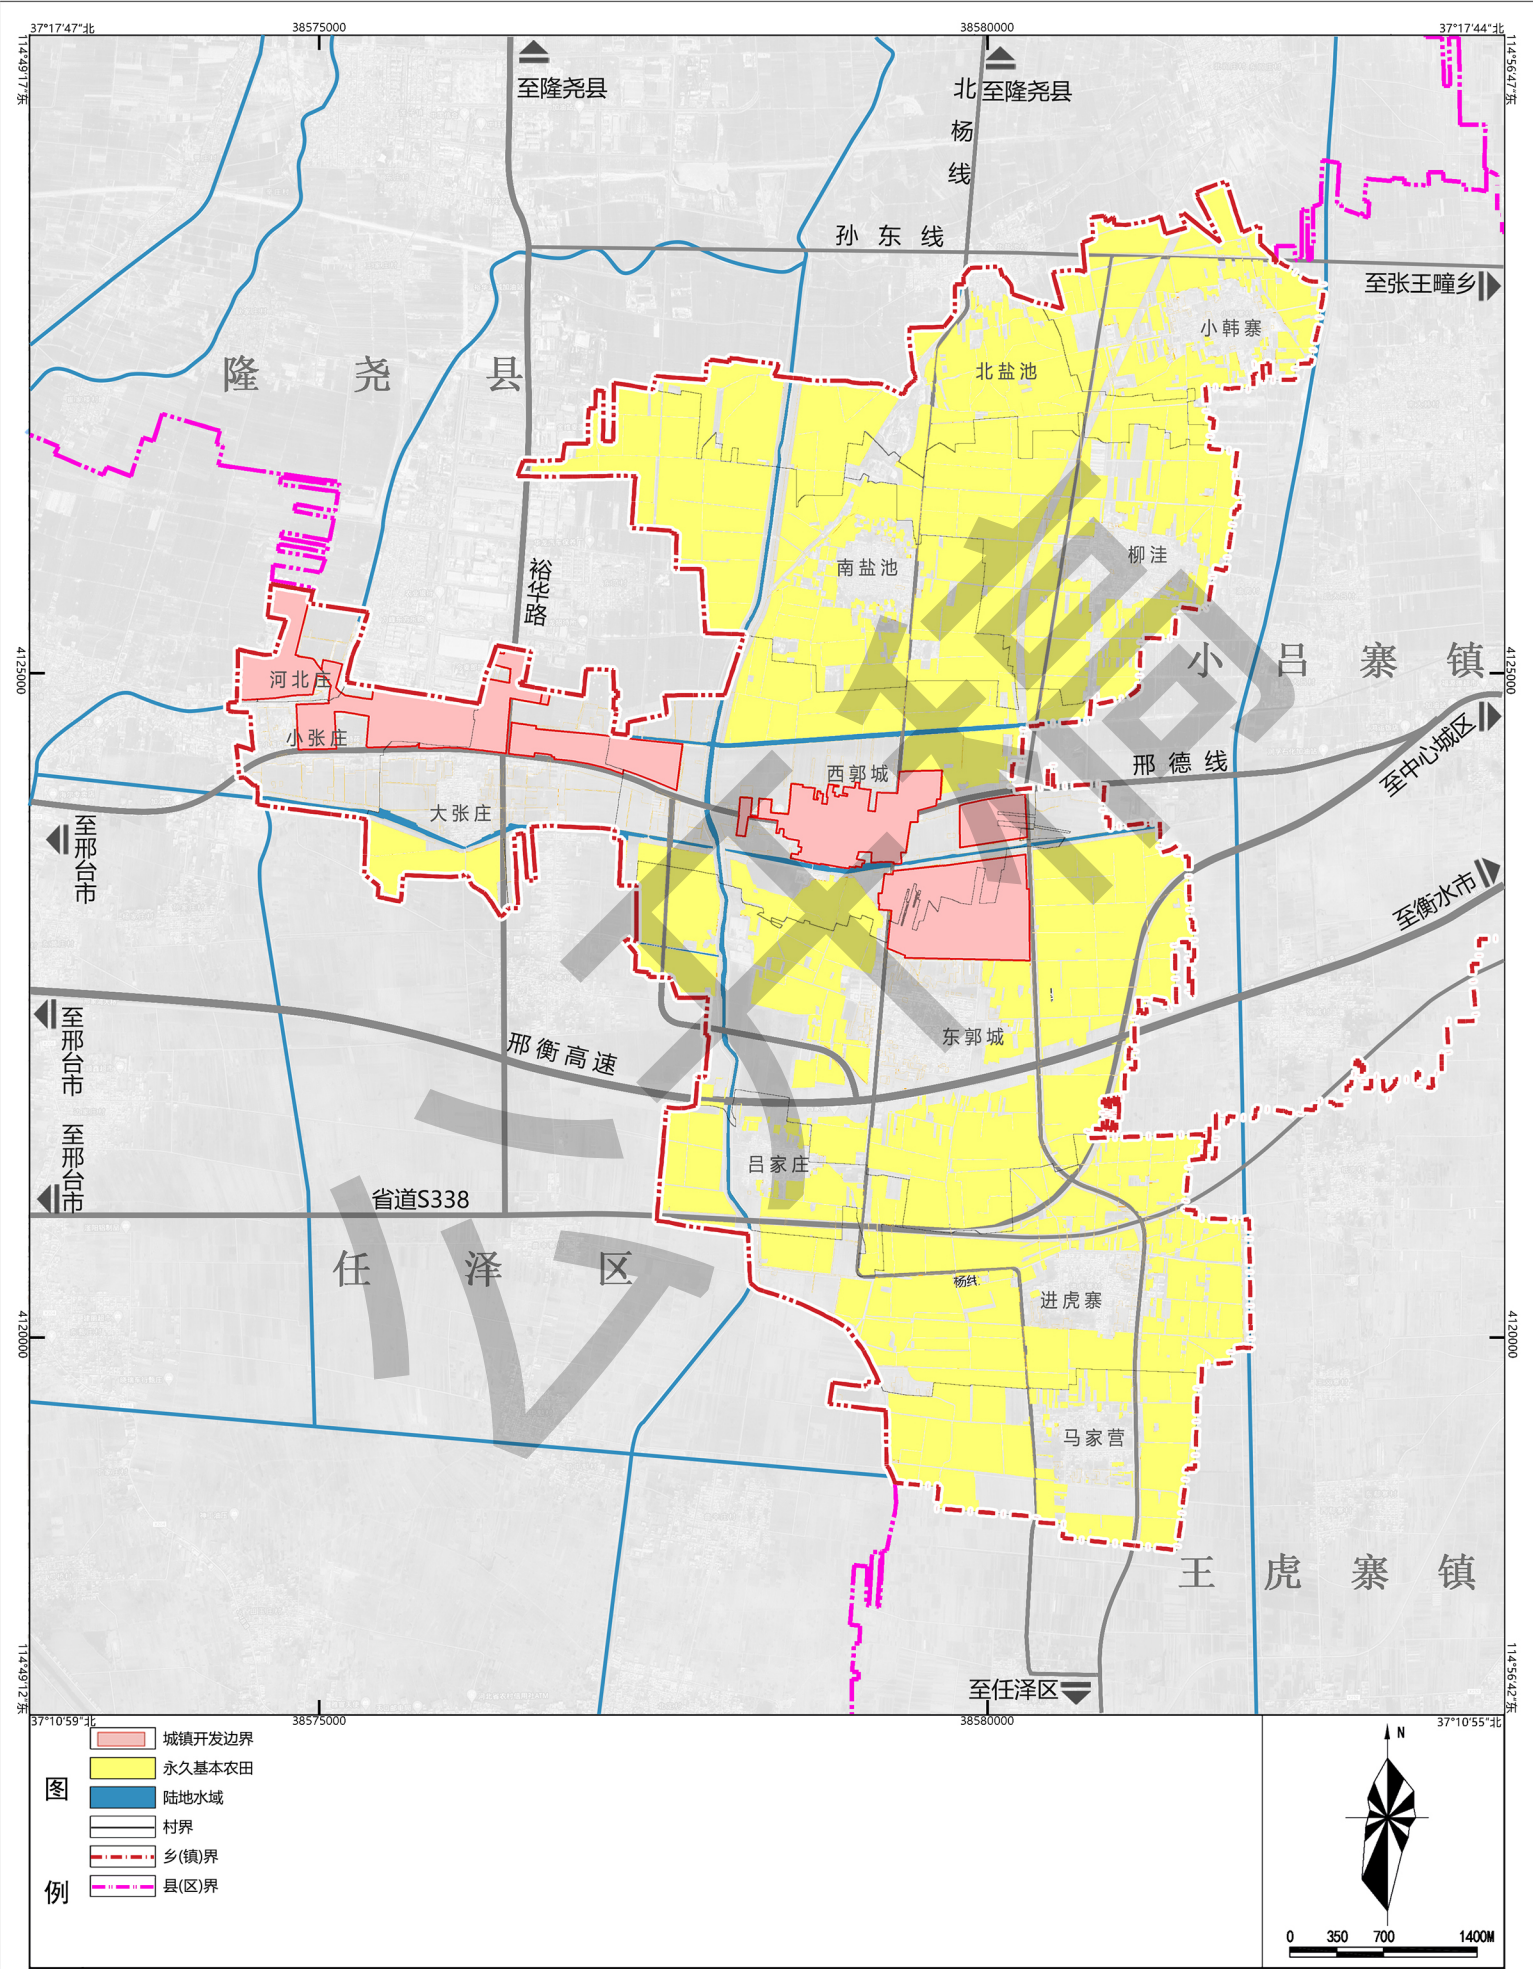 37°17'47"北
38575000
38580000
37°17'44"北
114°49'17"东
114°56'47"东
至隆尧县
至隆尧县
北杨线
孙东线
至张王疃乡
小韩寨
隆尧县
北盐池
柳洼
南盐池
裕华路
小吕寨镇
4125000
4125000
河北庄
小张庄
西郭城
邢德线
至中心城区
大张庄
至邢台市
至衡水市
至邢台市
东郭城
邢衡高速
至邢台市
吕家庄
省道S338
任泽区
杨线
进虎寨
4120000
4120000
马家营
王虎寨镇
至任泽区
公示草案稿
114°49'12"东
114°56'42"东
37°10'59"北
38575000
38580000
37°10'55"北
图例
城镇开发边界
永久基本农田
陆地水域
村界
乡(镇)界
县(区)界
N
0 350 700 1400M